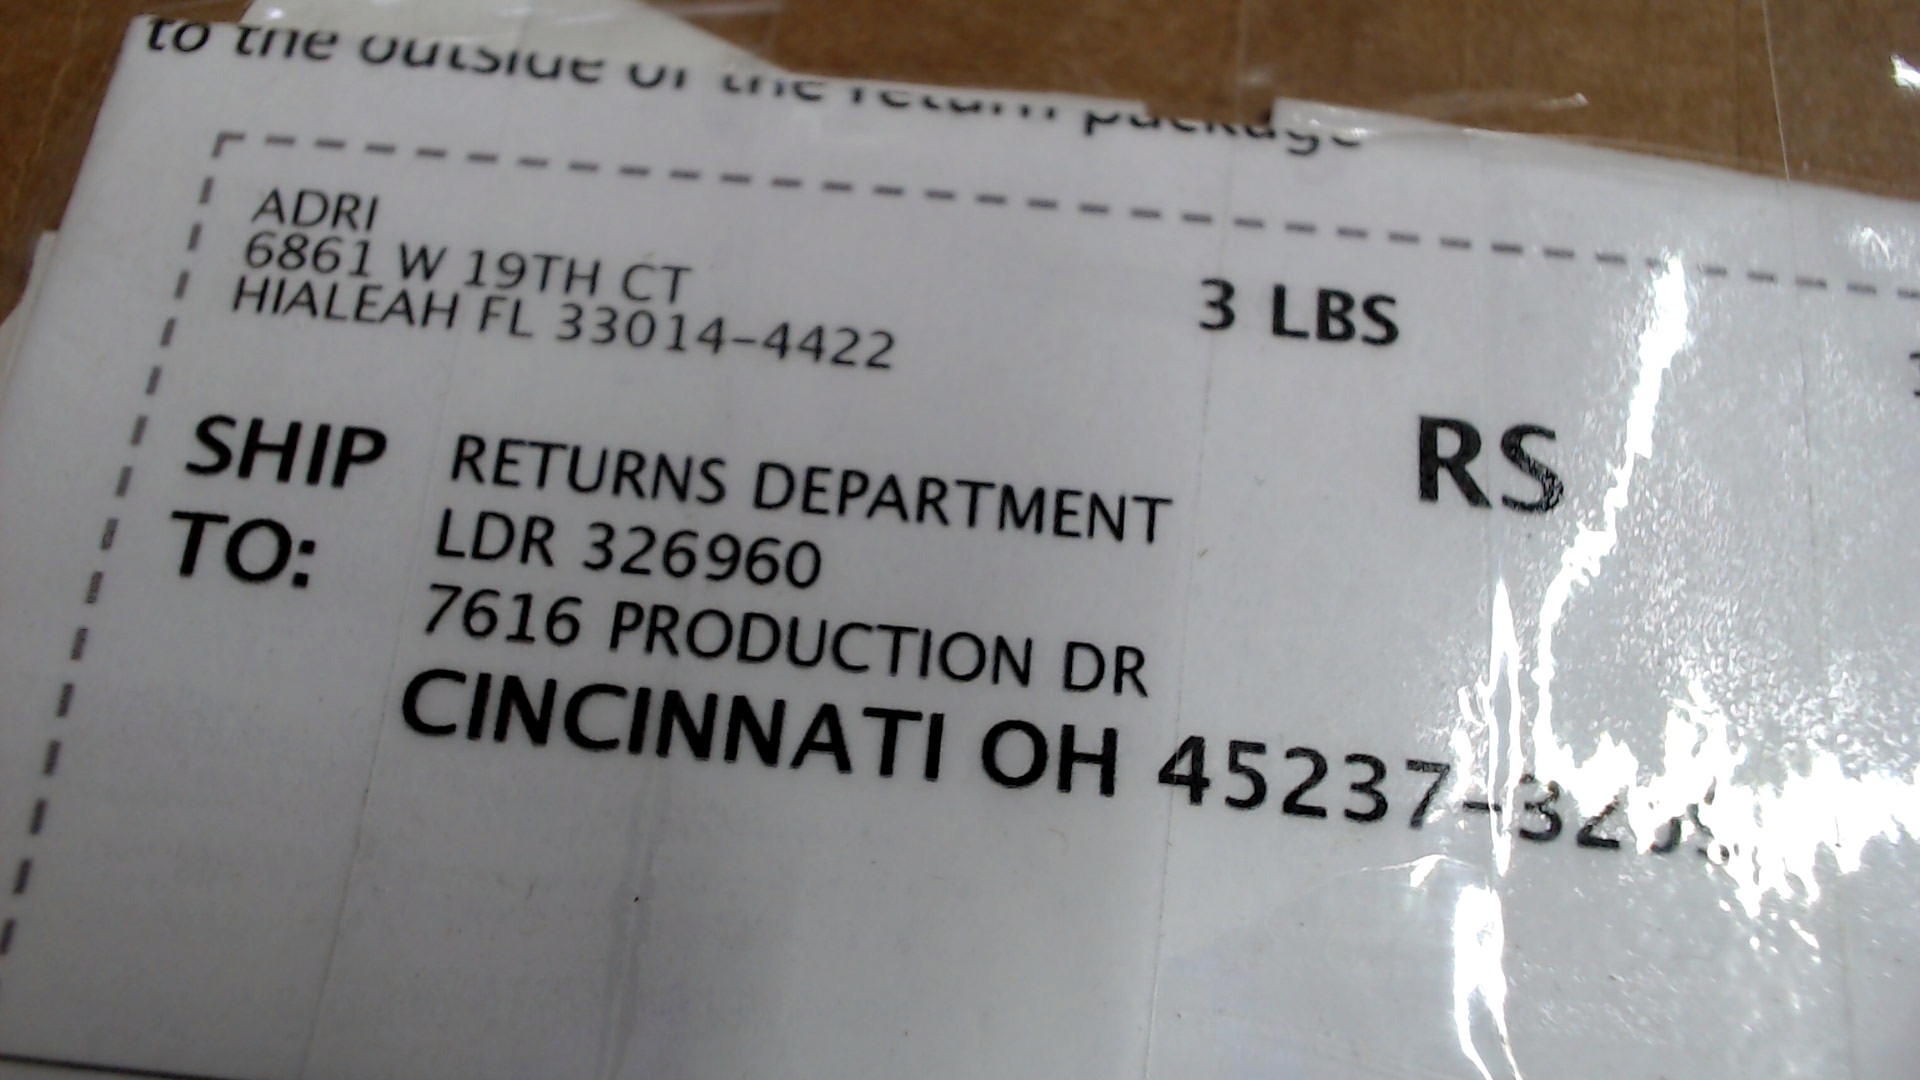 to the outside of the return package
ADRI
6861 W 19TH CT
HIALEAH FL 33014-4422
3 LBS
RS
SHIP TO:
RETURNS DEPARTMENT
LDR 326960
7616 PRODUCTION DR
CINCINNATI OH 45237